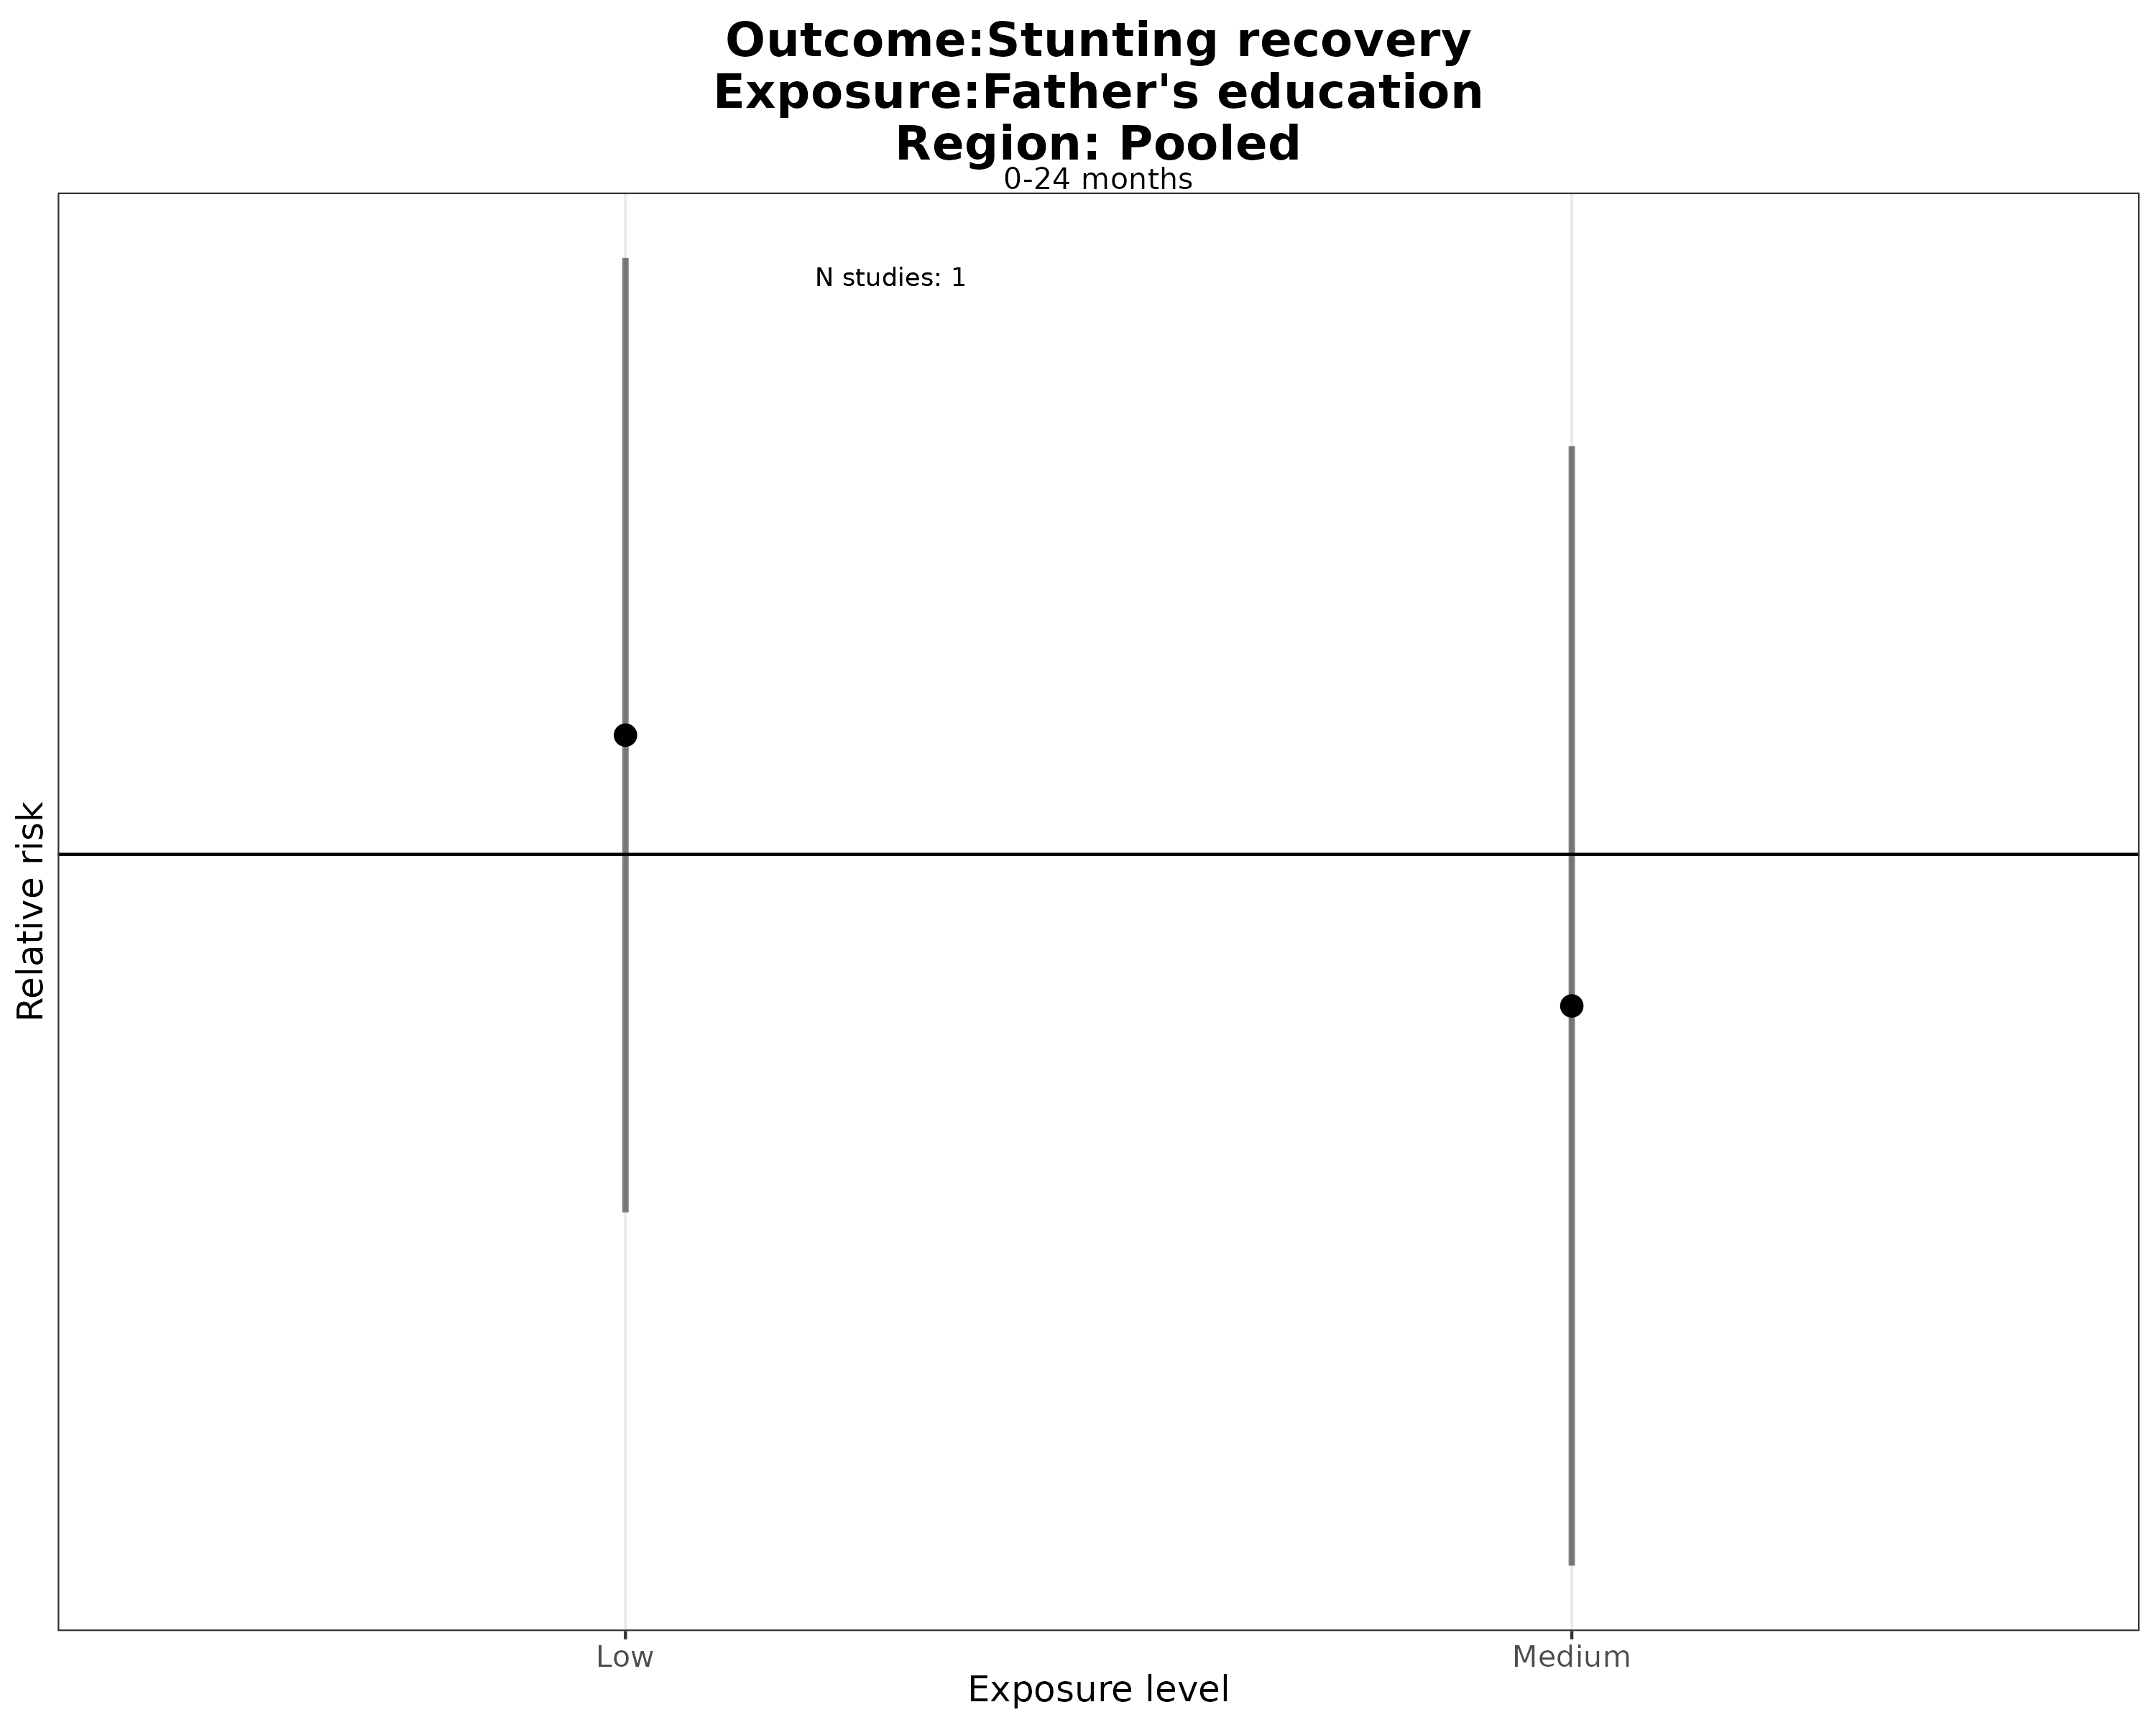 Outcome:Stunting recovery
Exposure:Father's education
Region: Pooled
0-24 months
N studies: 1
Relative risk
Low
Medium
Exposure level